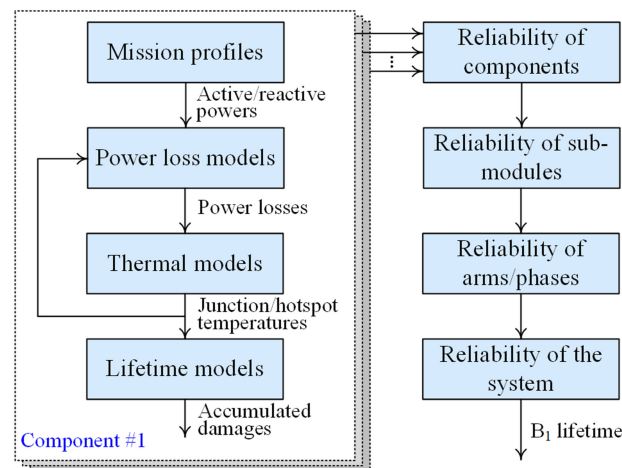 Mission profiles
Active/reactive
powers
Power loss models
Power losses
Thermal models
Junction/hotspot
temperatures
Lifetime models
Accumulated
damages
Component #1
...
Reliability of
components
Reliability of sub-
modules
Reliability of
arms/phases
Reliability of the
system
B₁ lifetime